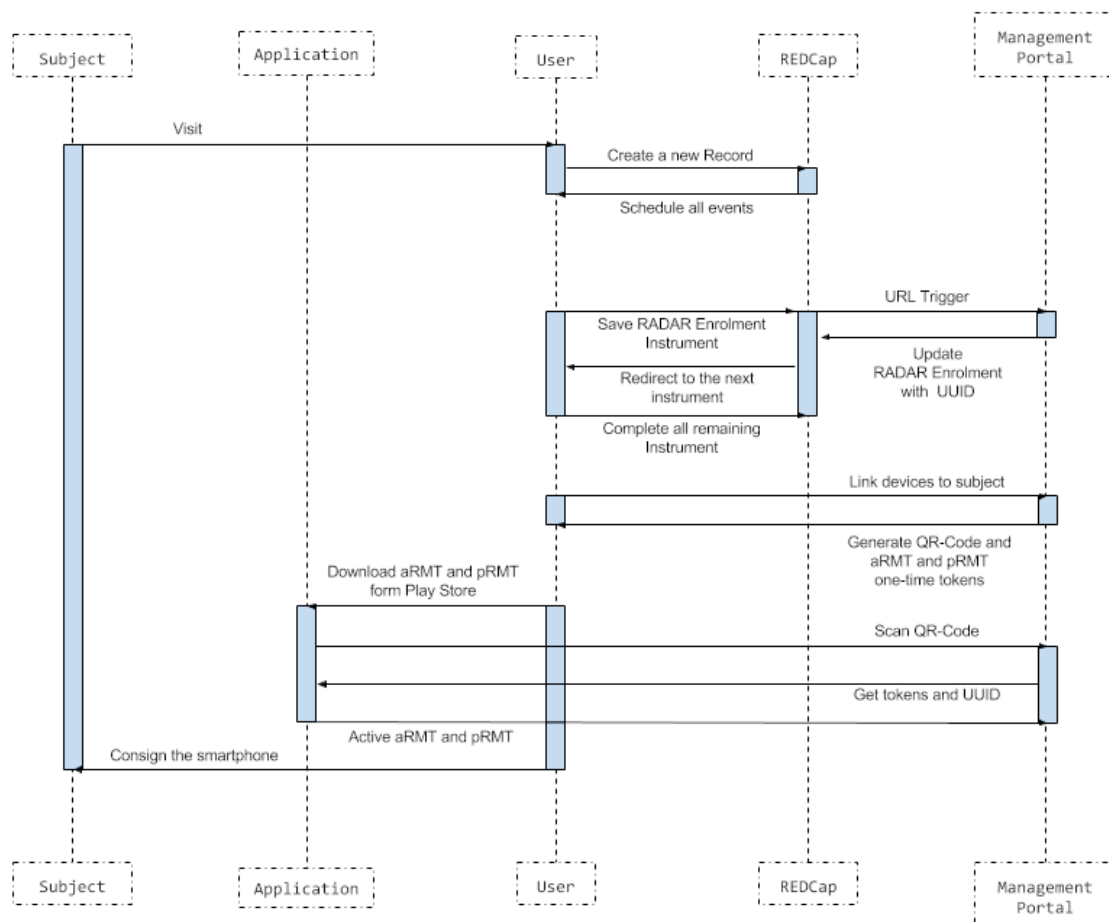 Subject
Application
User
REDCap
Management
Portal
Visit
Create a new Record
Schedule all events
URL Trigger
Save RADAR Enrolment
Instrument
Update
RADAR Enrolment
with UUID
Redirect to the next
instrument
Complete all remaining
Instrument
Link devices to subject
Generate QR-Code and
aRMT and pRMT
one-time tokens
Download aRMT and pRMT
form Play Store
Scan QR-Code
Get tokens and UUID
Active aRMT and pRMT
Consign the smartphone
Subject
Application
User
REDCap
Management
Portal